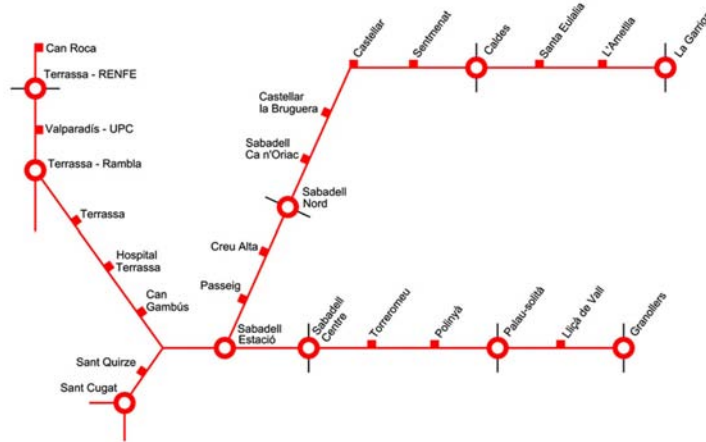 Can Roca
Terrassa - RENFE
Valparadís - UPC
Terrassa - Rambla
Terrassa
Hospital
Terrassa
Can
Gambús
Sant Quirze
Sant Cugat
Castellar
Sentmenat
Caldes
Santa Eulalia
L'Ametlla
La Garriga
Castellar
la Bruguera
Sabadell
Ca n'Oriac
Sabadell
Nord
Creu Alta
Passeig
Sabadell
Estació
Sabadell
Centre
Torreromeu
Polinyà
Palau-solità
Lliçà de Vall
Granollers